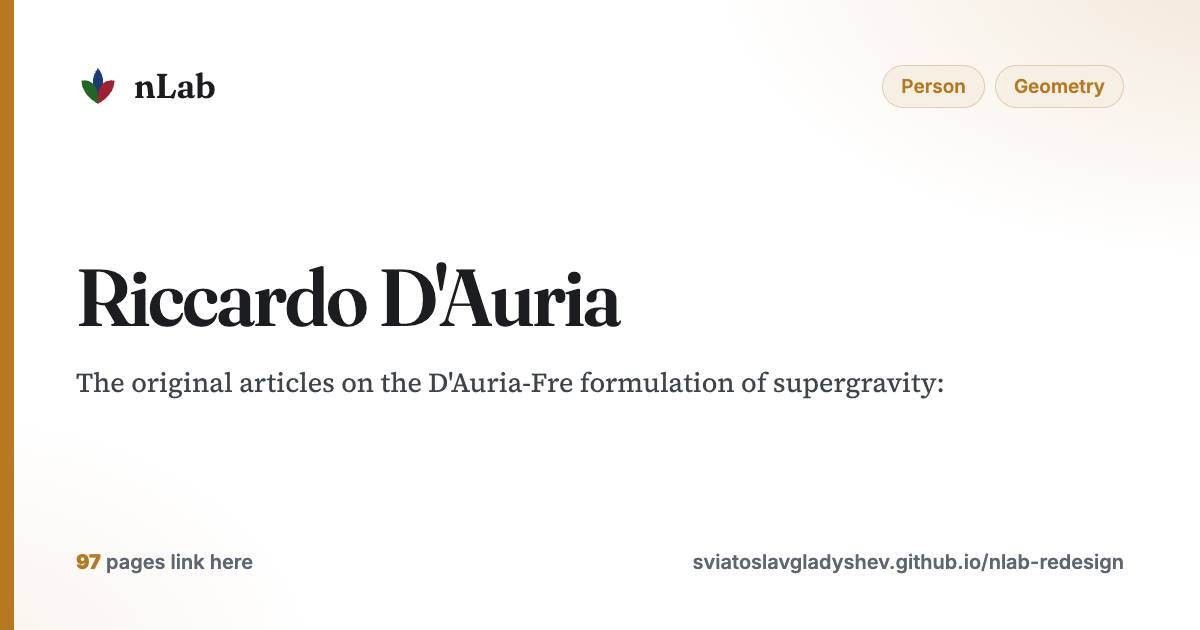 nLab
Person
Geometry
Riccardo D'Auria
The original articles on the D'Auria-Fre formulation of supergravity:
97 pages link here
sviatoslavgladyshev.github.io/nlab-redesign